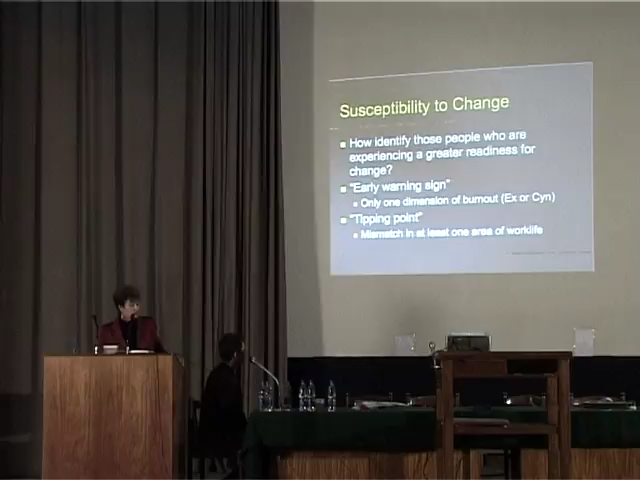 Susceptibility to Change
How identify those people who are
experiencing a greater readiness for
change?
"Early warning sign"
Only one dimension of burnout (Ex or Cyn)
"Tipping point"
Mismatch in at least one area of worklife